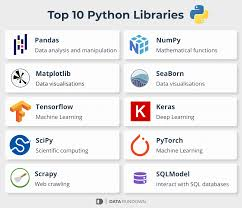 Top 10 Python Libraries
Pandas
Data analysis and manipulation
NumPy
Mathematical functions
Matplotlib
Data visualisations
SeaBorn
Data visualisations
Tensorflow
Machine Learning
Keras
Deep Learning
SciPy
Scientific computing
PyTorch
Machine Learning
Scrapy
Web crawling
SQLModel
interact with SQL databases
DATA RUNDOWN